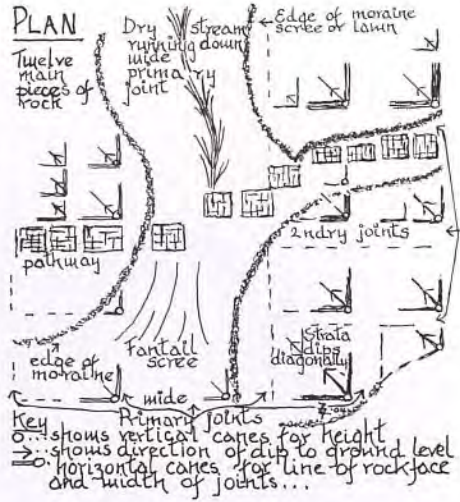 PLAN
Twelve
main
pieces of
rock
Dry stream
running down
wide
primary
joint
Edge of moraine
scree or lawn
2ndry joints
pathway
edge of
moraine
Fantail
scree
Strata
dips
diagonally
wide
Primary joints
Key
O... shows vertical canes for height
→ shows direction of dip to ground level
horizontal canes for line of rockface
and width of joints...